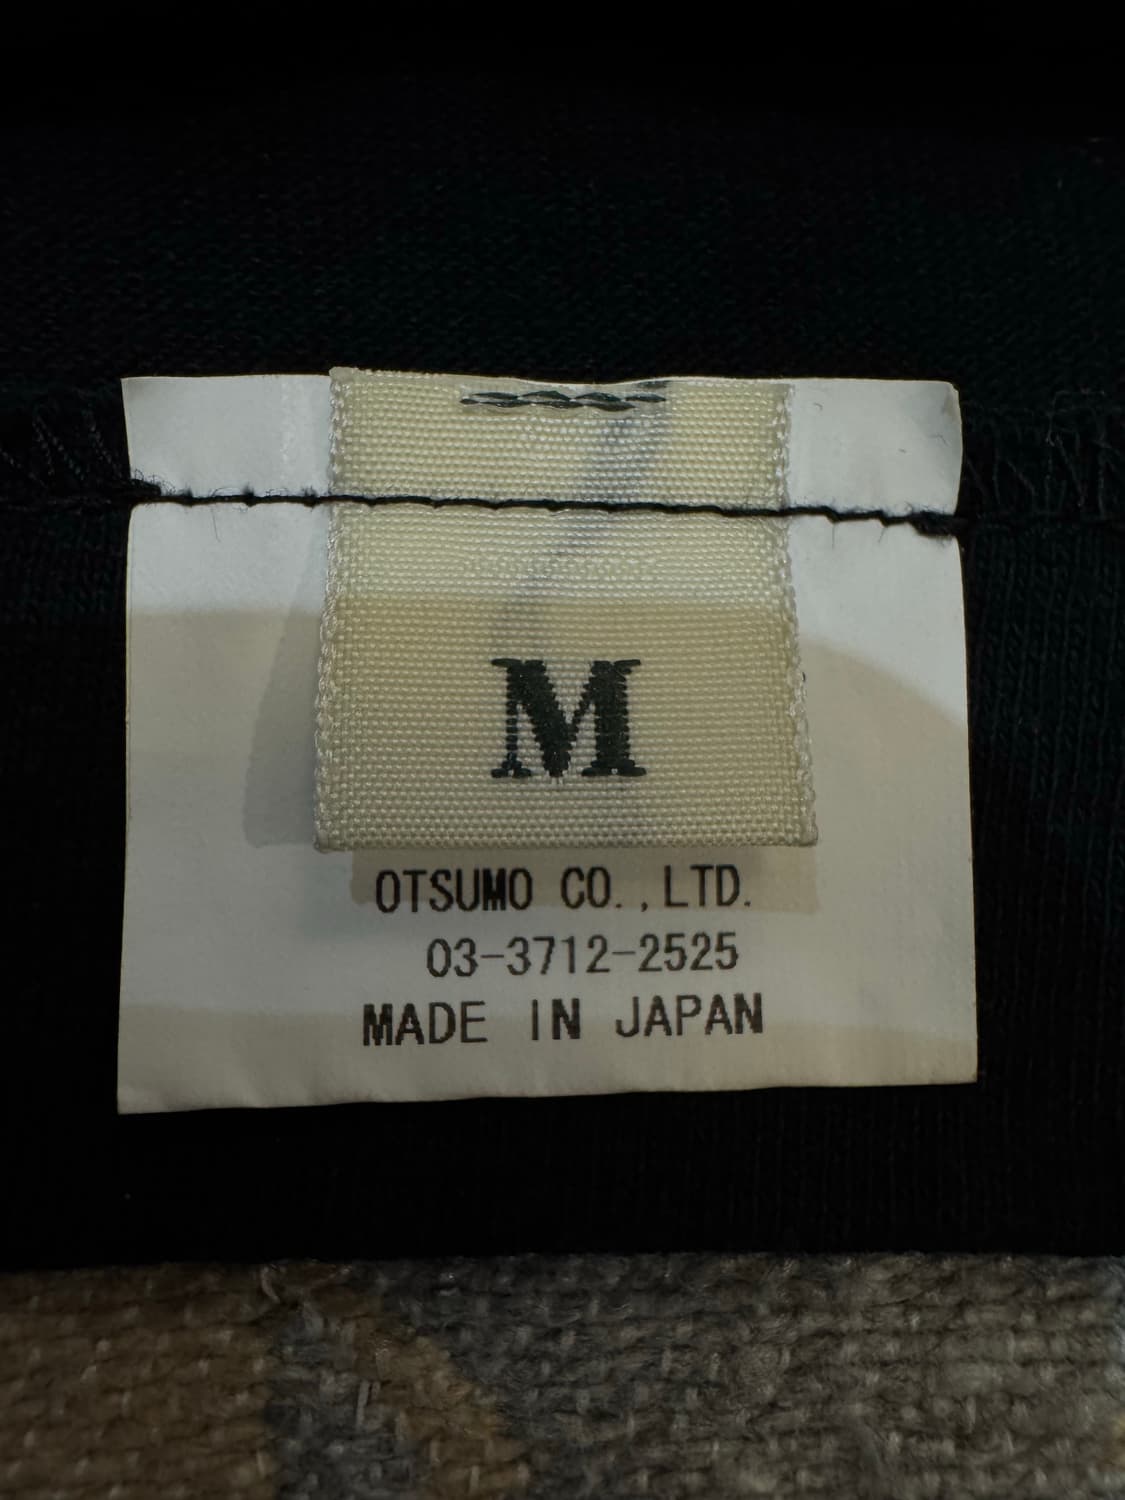 M
OTSUMO CO.,LTD.
03-3712-2525
MADE IN JAPAN